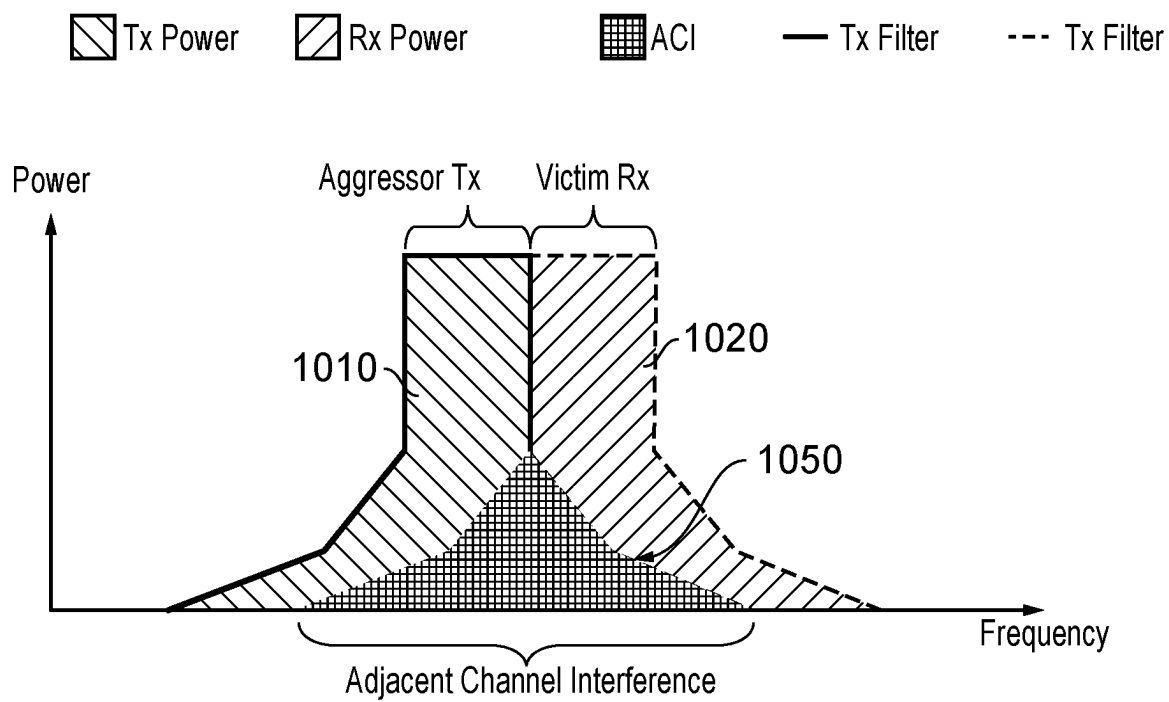 Tx Power Rx Power ACI Tx Filter Tx Filter
Power
Aggressor Tx Victim Rx
1020
1010
1050
Frequency
Adjacent Channel Interference